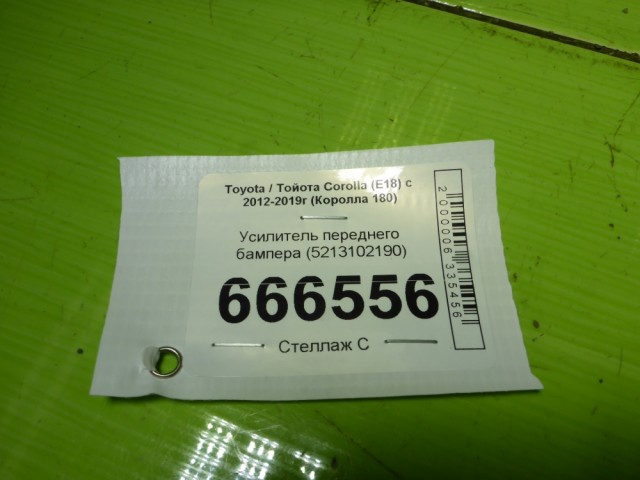 Toyota / Тойота Corolla (E18) с
2012-2019г (Королла 180)
Усилитель переднего
бампера (5213102190)
666556
Стеллаж С
2000006335456